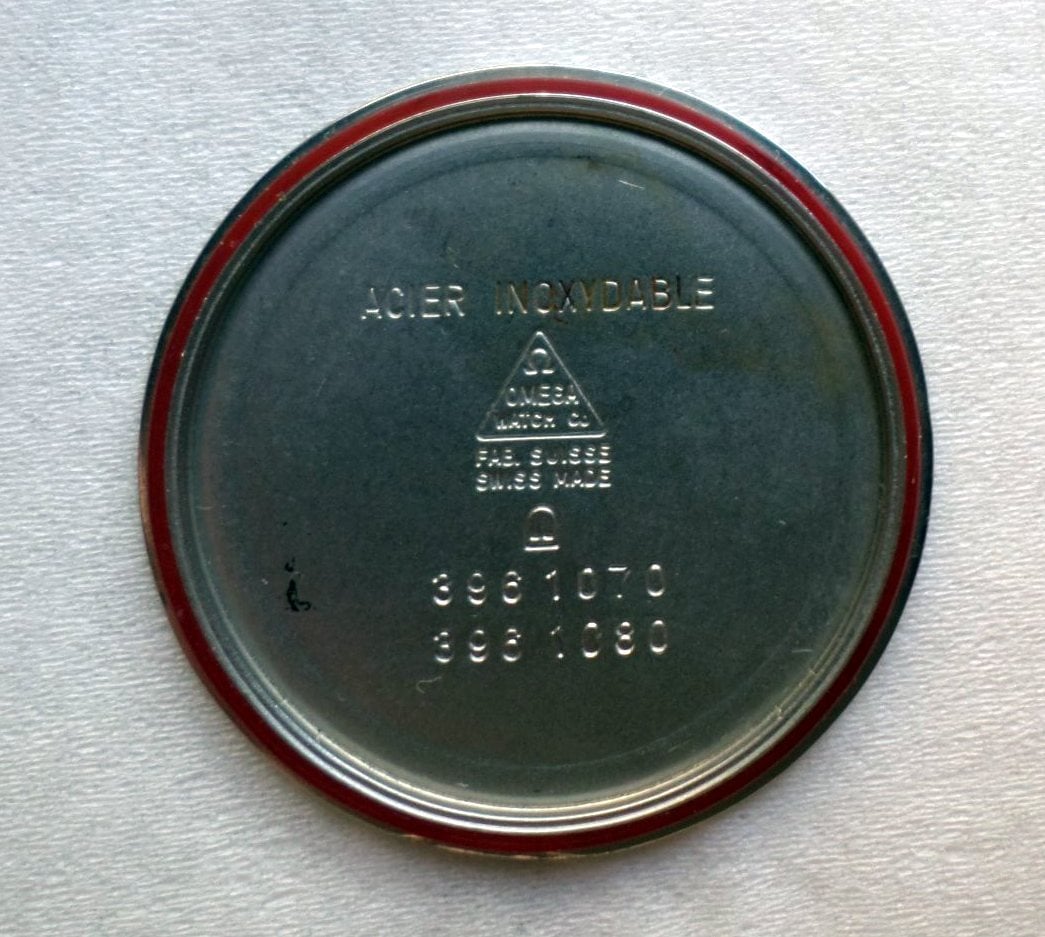 ACIER INOXYDABLE
Ω
OMEGA
WATCH Co
FAB. SUISSE
SWISS MADE
Ω
396 1070
396 1080